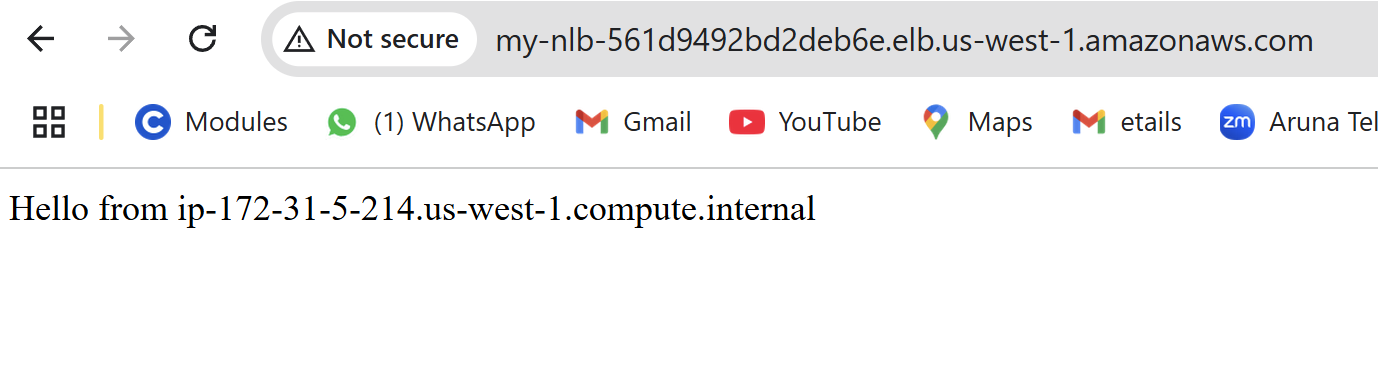 Not secure my-nlb-561d9492bd2deb6e.elb.us-west-1.amazonaws.com
C Modules (1) WhatsApp Gmail YouTube Maps etails zm Aruna Tel
Hello from ip-172-31-5-214.us-west-1.compute.internal